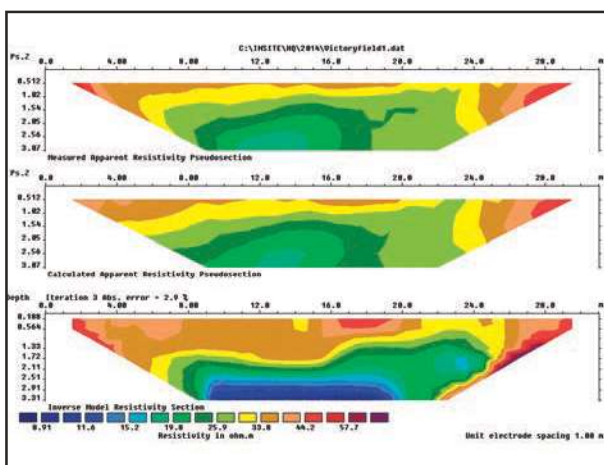 C:\INSITE\HQ\2014\Victoryfield1.dat
Ps.Z 0.0 4.00 8.00 12.0 16.0 20.0 24.0 28.0 m.
0.512
1.02
1.54
2.05
2.56
3.07
Measured Apparent Resistivity Pseudosection
Ps.Z 0.0 4.00 8.00 12.0 16.0 20.0 24.0 28.0 m.
0.512
1.02
1.54
2.05
2.56
3.07
Calculated Apparent Resistivity Pseudosection
Depth Iteration 3 Abs. error = 2.9 %
0.0 4.00 8.00 12.0 16.0 20.0 24.0 28.0 m.
0.564
1.33
1.72
2.11
2.51
2.91
3.31
Inverse Model Resistivity Section
8.91 11.6 15.2 19.8 25.9 33.8 44.2 57.7
Resistivity in ohm.m
Unit electrode spacing 1.00 m